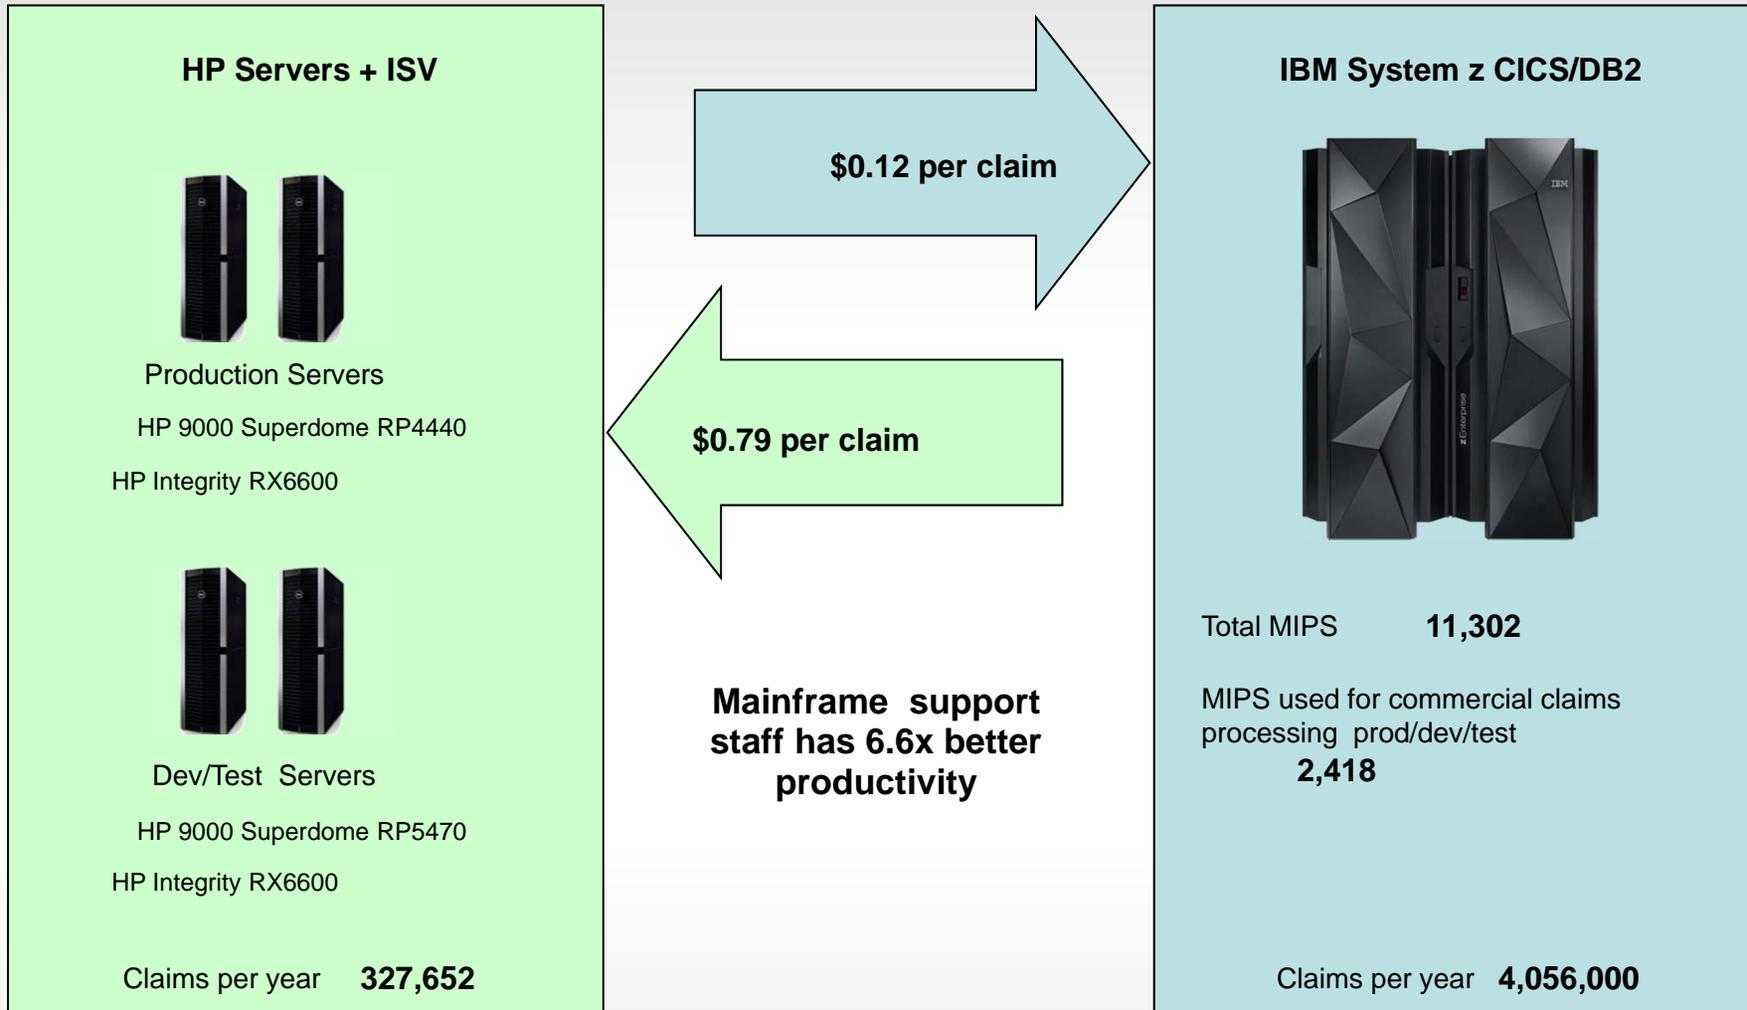 HP Servers + ISV
Production Servers
HP 9000 Superdome RP4440
HP Integrity RX6600
Dev/Test Servers
HP 9000 Superdome RP5470
HP Integrity RX6600
Claims per year 327,652
$0.12 per claim
$0.79 per claim
Mainframe support
staff has 6.6x better
productivity
IBM System z CICS/DB2
IBM
zEnterprise
Total MIPS 11,302
MIPS used for commercial claims
processing prod/dev/test
2,418
Claims per year 4,056,000